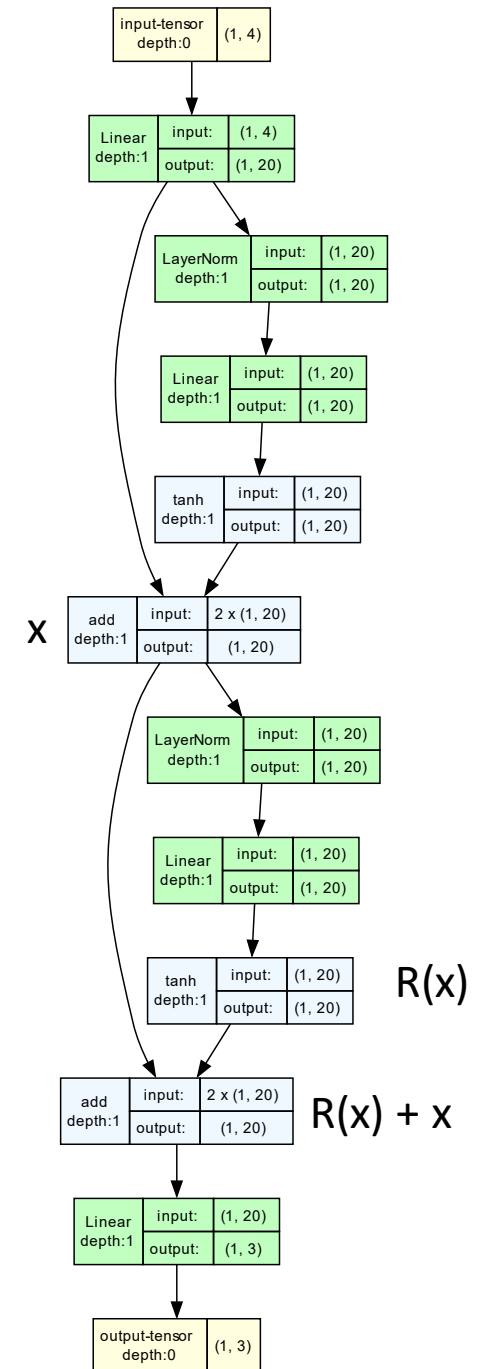 input-tensor
depth:0
(1, 4)
Linear
depth:1
input:
(1, 4)
output:
(1, 20)
LayerNorm
depth:1
input:
(1, 20)
output:
(1, 20)
Linear
depth:1
input:
(1, 20)
output:
(1, 20)
tanh
depth:1
input:
(1, 20)
output:
(1, 20)
x
add
depth:1
input:
2 x (1, 20)
output:
(1, 20)
LayerNorm
depth:1
input:
(1, 20)
output:
(1, 20)
Linear
depth:1
input:
(1, 20)
output:
(1, 20)
tanh
depth:1
input:
(1, 20)
output:
(1, 20)
R(x)
add
depth:1
input:
2 x (1, 20)
output:
(1, 20)
R(x) + x
Linear
depth:1
input:
(1, 20)
output:
(1, 3)
output-tensor
depth:0
(1, 3)